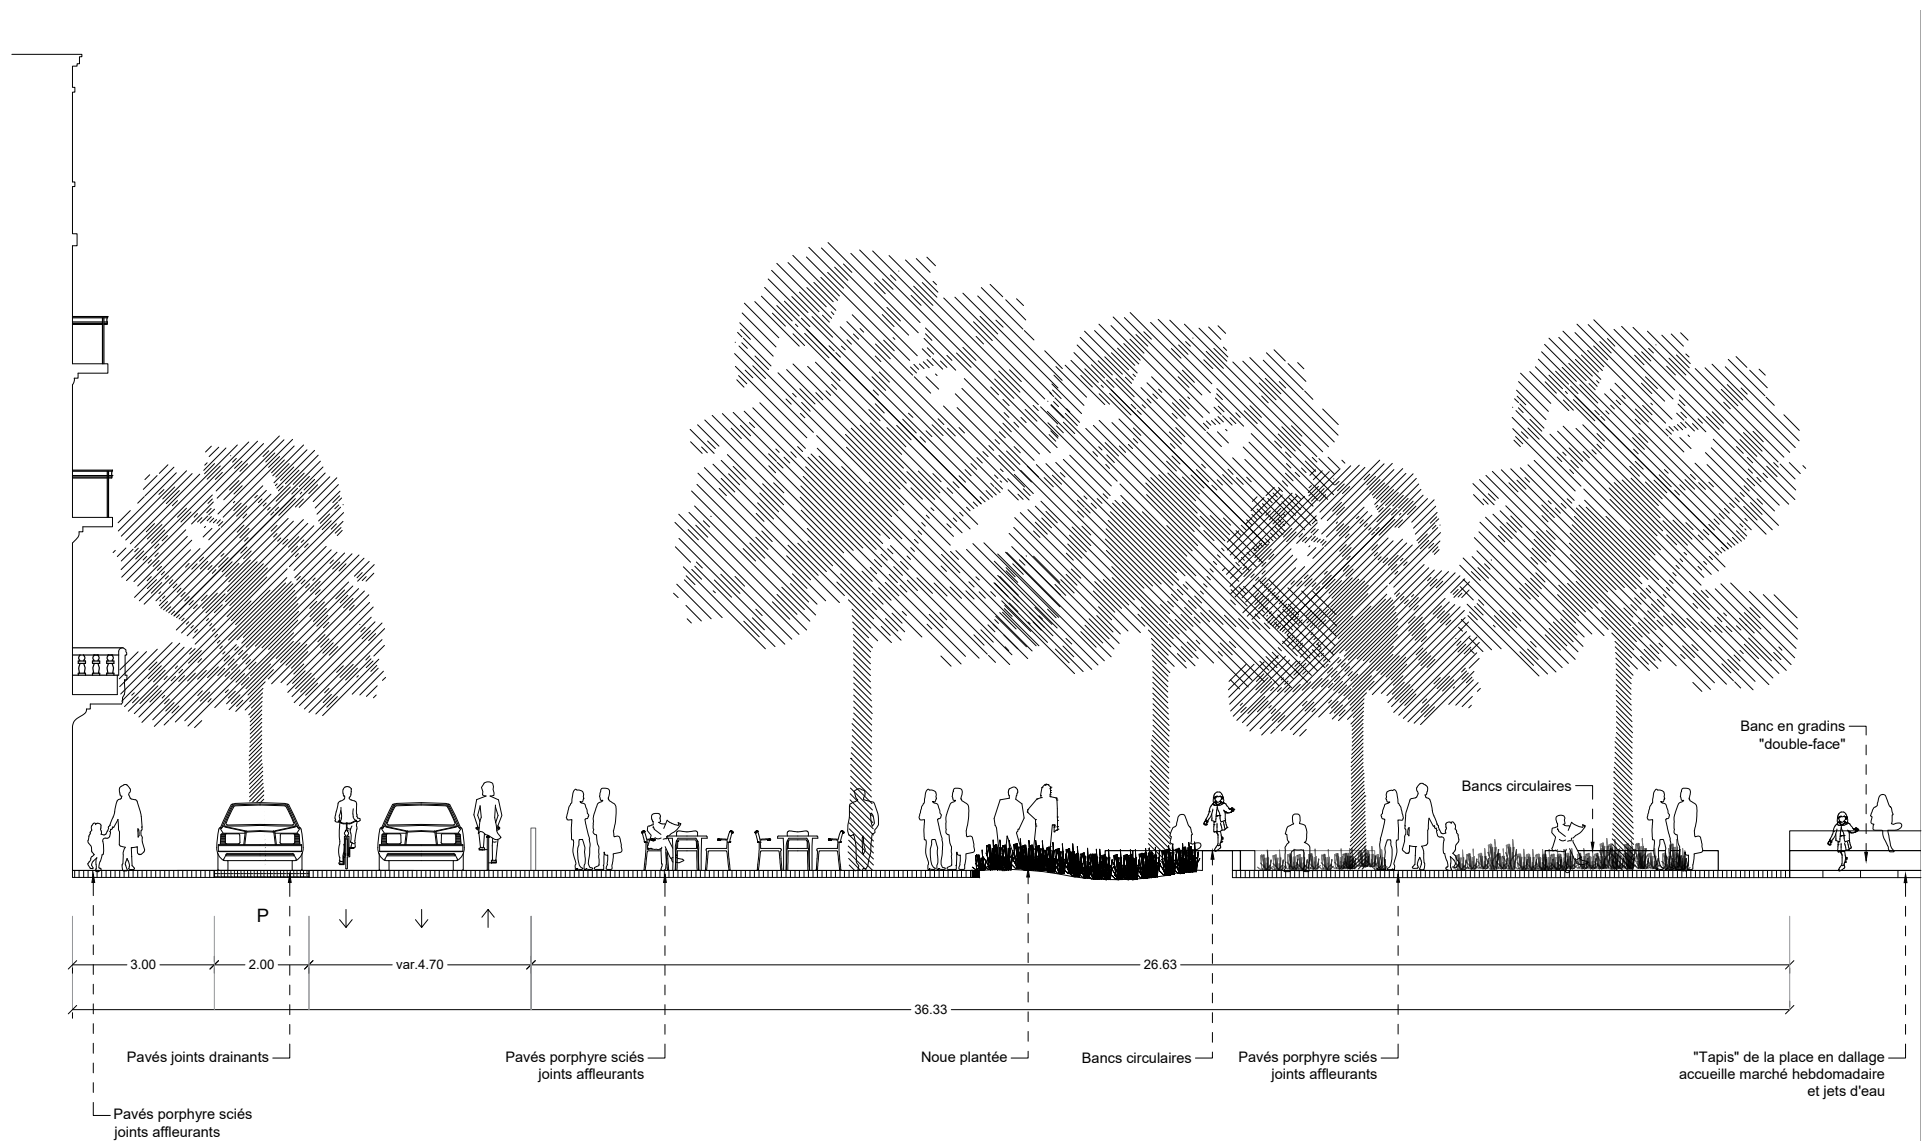 Banc en gradins
"double-face"
Bancs circulaires
P
3.00
2.00
var.4.70
26.63
36.33
Pavés joints drainants
Pavés porphyre sciés
joints affleurants
Noue plantée
Bancs circulaires
Pavés porphyre sciés
joints affleurants
"Tapis" de la place en dallage
accueille marché hebdomadaire
et jets d'eau
Pavés porphyre sciés
joints affleurants